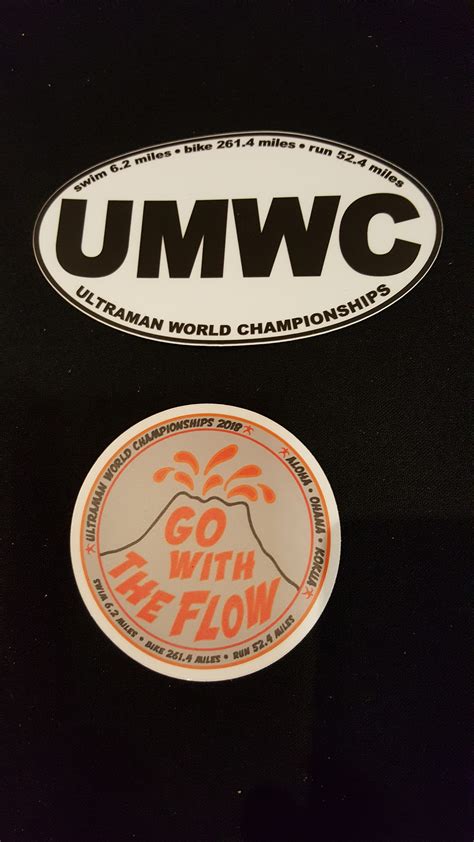 swim 6.2 miles • bike 261.4 miles • run 52.4 miles
UMWC
ULTRAMAN WORLD CHAMPIONSHIPS
ULTRAMAN WORLD CHAMPIONSHIPS 2018
ALOHA • OHANA • KOKUA
GO
WITH
THE FLOW
SWIM 6.2 MILES • BIKE 261.4 MILES • RUN 52.4 MILES